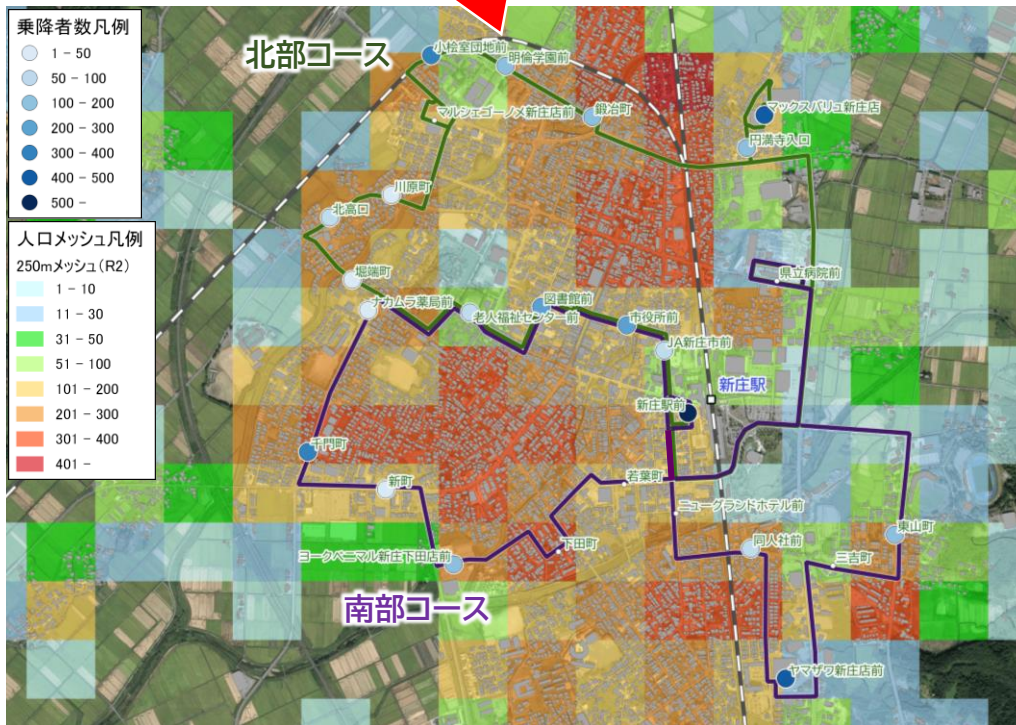 乗降者数凡例
1 - 50
50 - 100
100 - 200
200 - 300
300 - 400
400 - 500
500 -
人口メッシュ凡例
250mメッシュ(R2)
1 - 10
11 - 30
31 - 50
51 - 100
101 - 200
201 - 300
301 - 400
401 -
北部コース
小桧室団地前
明倫学園前
マルシェゴーノメ新庄店前
鍛冶町
マックスバリュ新庄店
円満寺入口
川原町
北高口
県立病院前
堀端町
ナカムラ薬局前
老人福祉センター前
図書館前
市役所前
JA新庄市前
新庄駅
新庄駅前
千門町
新町
若葉町
ニューグランドホテル前
東山町
ヨークベニマル新庄下田店前
下田町
同人社前
三吉町
南部コース
ヤマザワ新庄店前